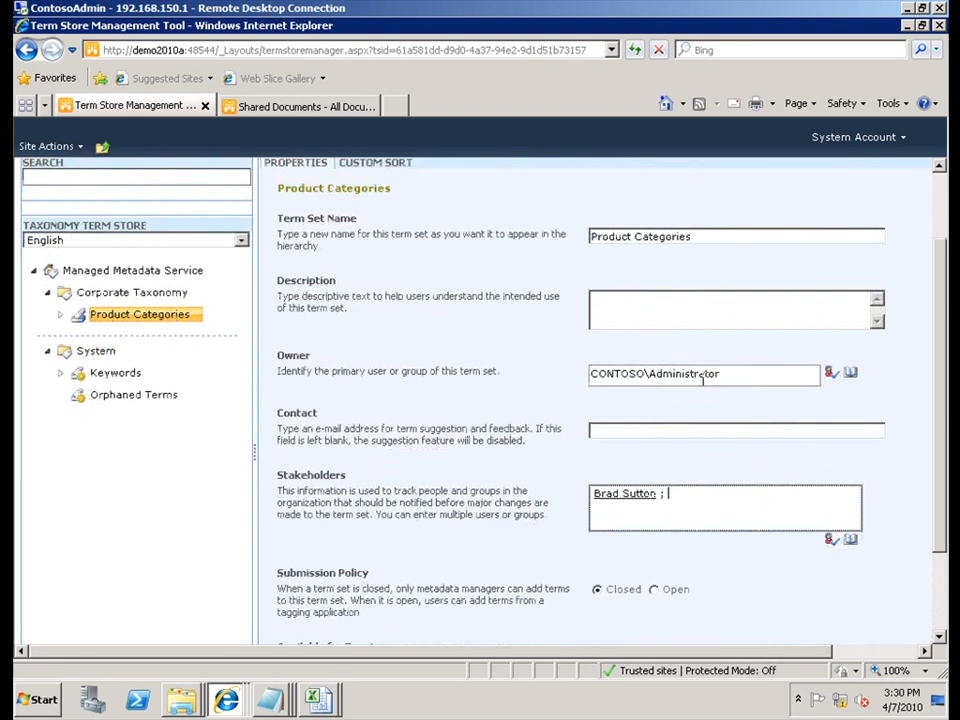 ContosoAdmin - 192.168.150.1 - Remote Desktop Connection
Term Store Management Tool - Windows Internet Explorer
http://demo2010a:48544/_Layouts/termstoremanager.aspx?tsid=61a581dd-d9d0-4a37-94e2-9d1d51b73157
Bing
Favorites
Suggested Sites
Web Slice Gallery
Term Store Management ...
Shared Documents - All Docu...
Page
Safety
Tools
Site Actions
System Account
SEARCH
PROPERTIES CUSTOM SORT
Product Categories
TAXONOMY TERM STORE
English
Managed Metadata Service
Corporate Taxonomy
Product Categories
System
Keywords
Orphaned Terms
Term Set Name
Type a new name for this term set as you want it to appear in the
hierarchy.
Product Categories
Description
Type descriptive text to help users understand the intended use
of this term set.
Owner
Identify the primary user or group of this term set.
CONTOSO\Administrator
Contact
Type an e-mail address for term suggestion and feedback. If this
field is left blank, the suggestion feature will be disabled.
Stakeholders
This information is used to track people and groups in the
organization that should be notified before major changes are
made to the term set. You can enter multiple users or groups.
Brad Sutton ;
Submission Policy
When a term set is closed, only metadata managers can add terms
to this term set. When it is open, users can add terms from a
tagging application
Closed Open
Trusted sites | Protected Mode: Off
100%
Start
3:30 PM
4/7/2010